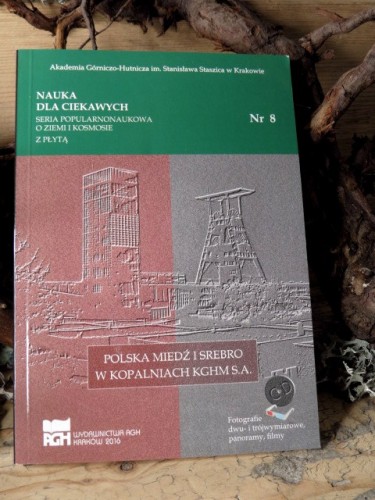 Akademia Górniczo-Hutnicza im. Stanisława Staszica w Krakowie
NAUKA
DLA CIEKAWYCH
SERIA POPULARNONAUKOWA
O ZIEMI I KOSMOSIE
Z PŁYTĄ
Nr 8
POLSKA MIEDŹ I SREBRO
W KOPALNIACH KGHM S.A.
CD
Fotografie
dwu- i trójwymiarowe,
panoramy, filmy
AGH
WYDAWNICTWA AGH
KRAKÓW 2016